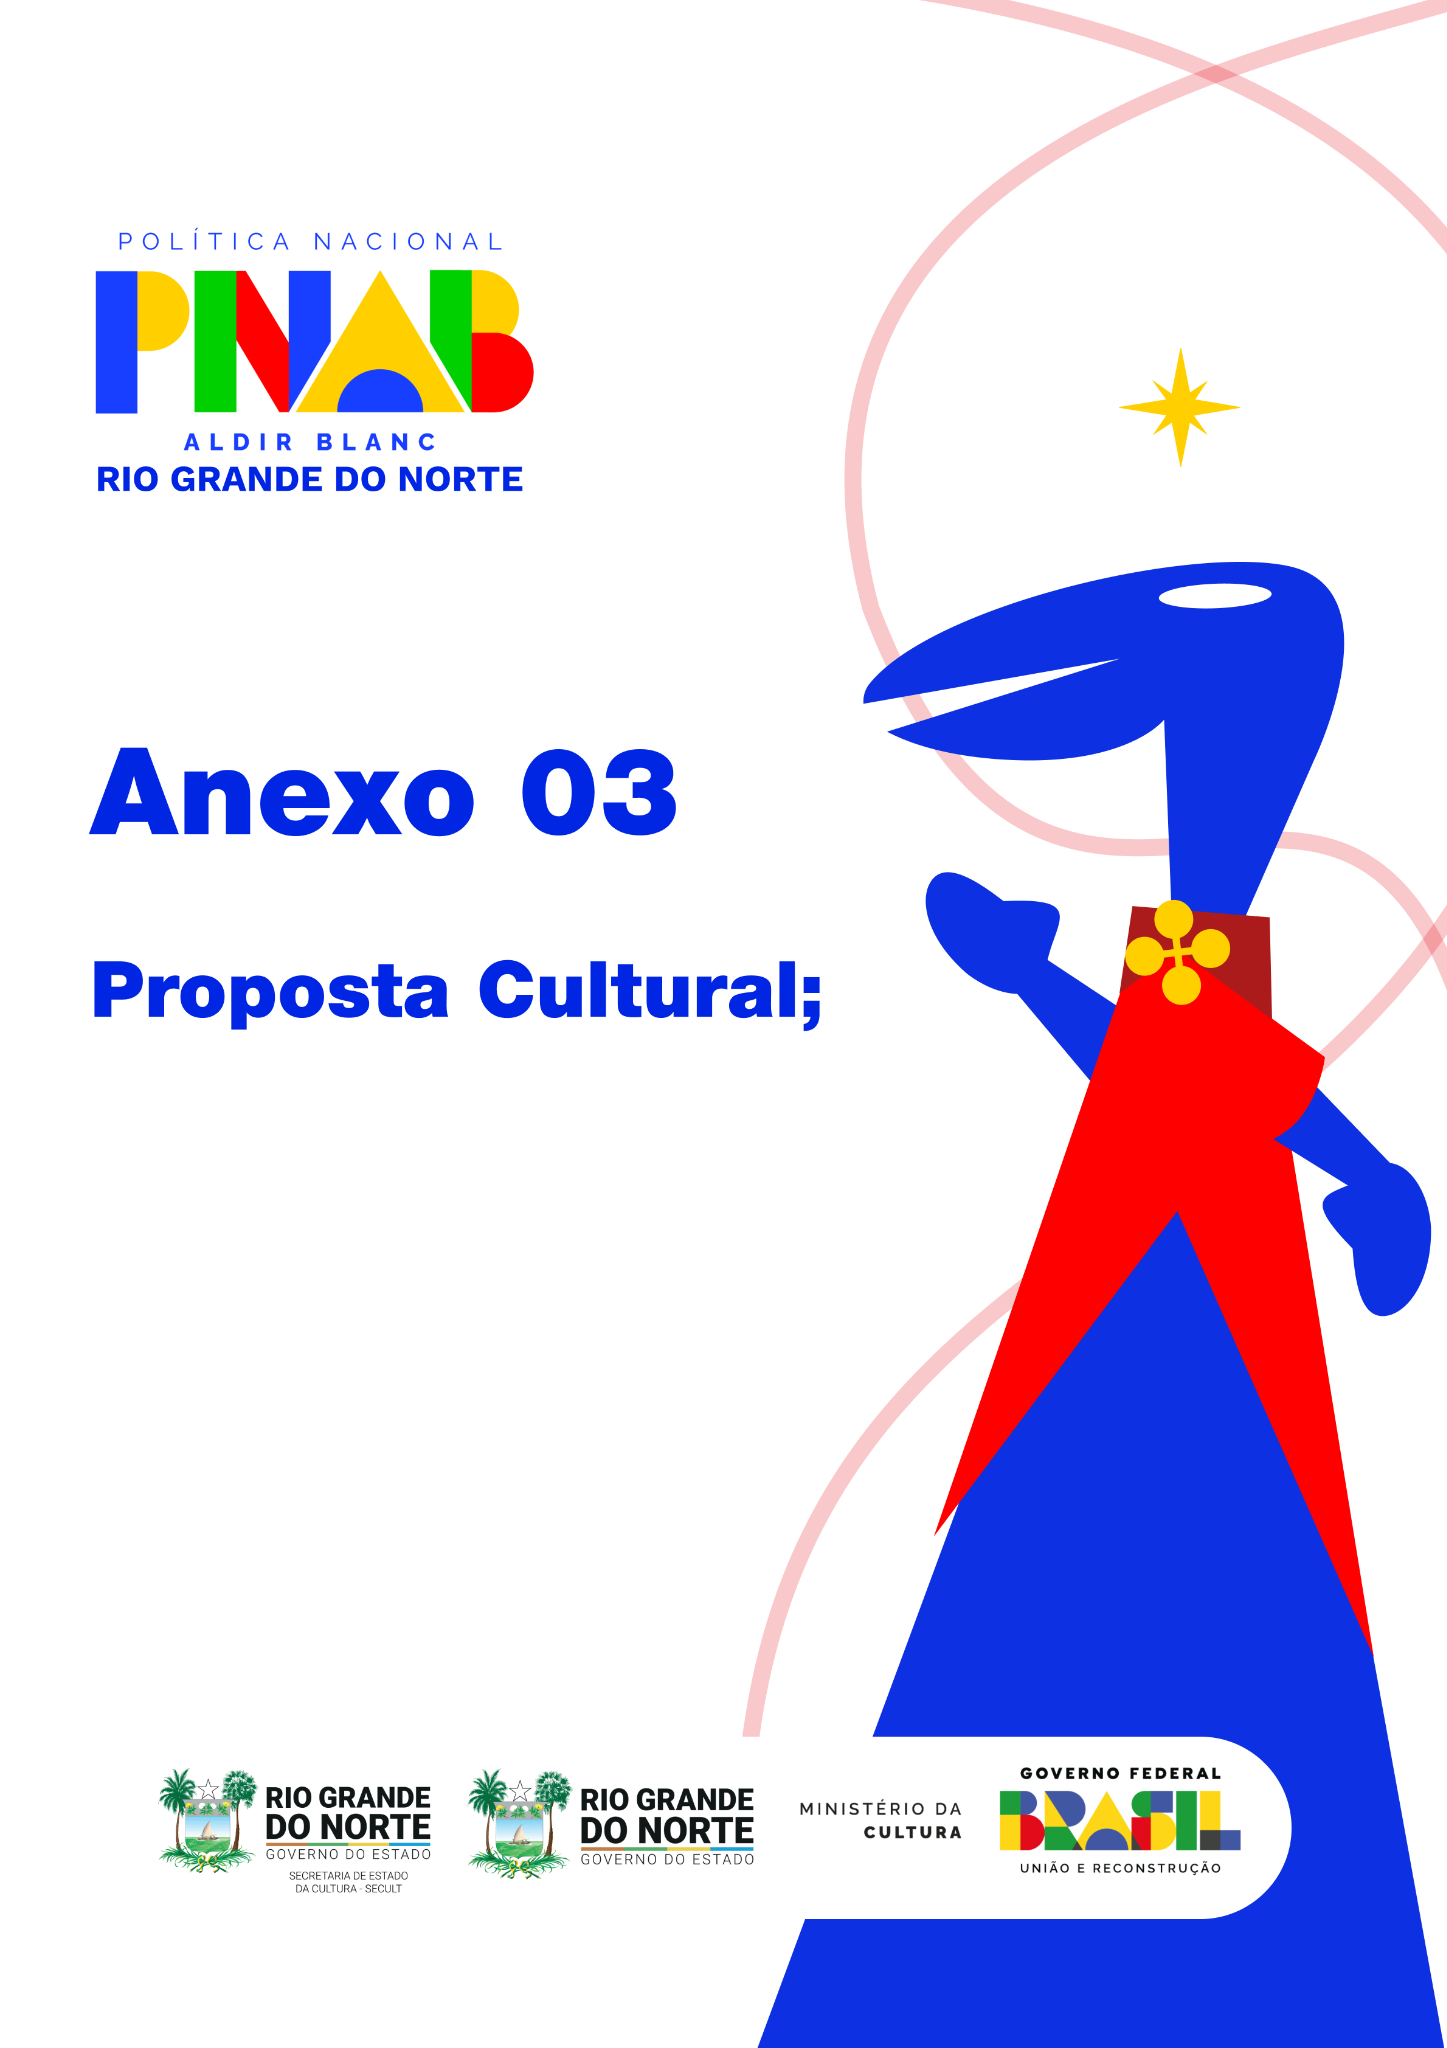 POLÍTICA NACIONAL
PNAB
ALDIR BLANC
RIO GRANDE DO NORTE
Anexo 03
Proposta Cultural;
RIO GRANDE
DO NORTE
GOVERNO DO ESTADO
SECRETARIA DE ESTADO
DA CULTURA - SECULT
RIO GRANDE
DO NORTE
GOVERNO DO ESTADO
MINISTÉRIO DA
CULTURA
GOVERNO FEDERAL
BRASIL
UNIÃO E RECONSTRUÇÃO